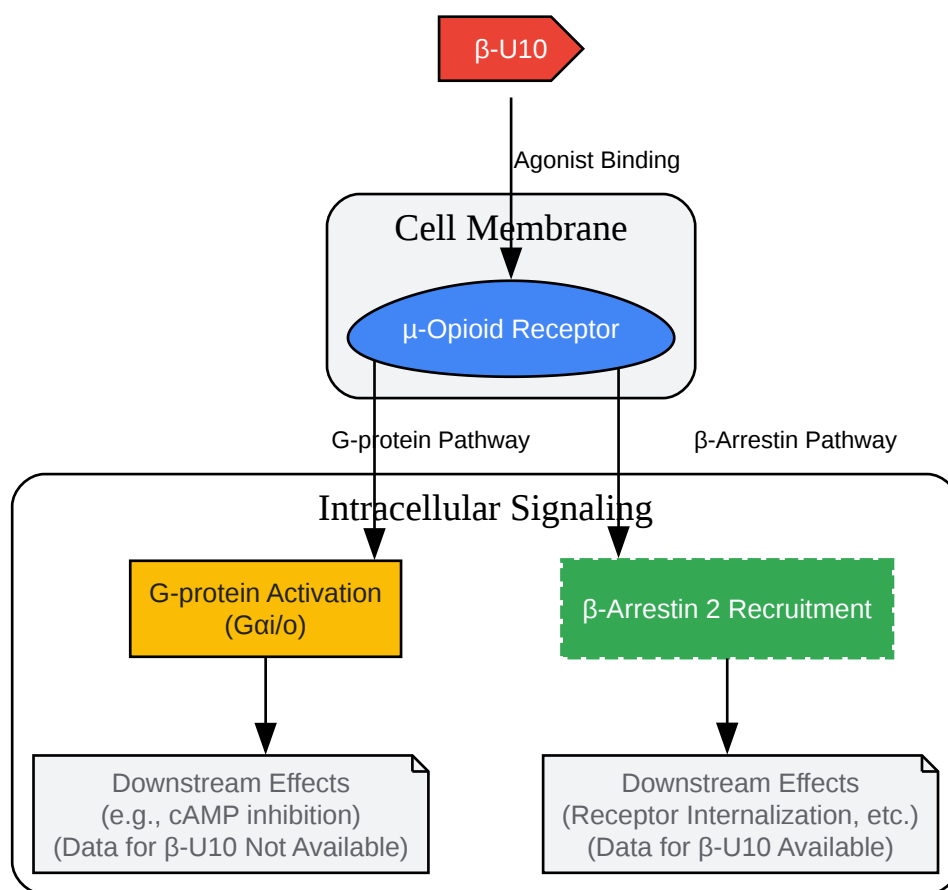 β-U10
Agonist Binding
Cell Membrane
μ-Opioid Receptor
G-protein Pathway
β-Arrestin Pathway
Intracellular Signaling
G-protein Activation
(Gαi/o)
β-Arrestin 2 Recruitment
Downstream Effects
(e.g., cAMP inhibition)
(Data for β-U10 Not Available)
Downstream Effects
(Receptor Internalization, etc.)
(Data for β-U10 Available)